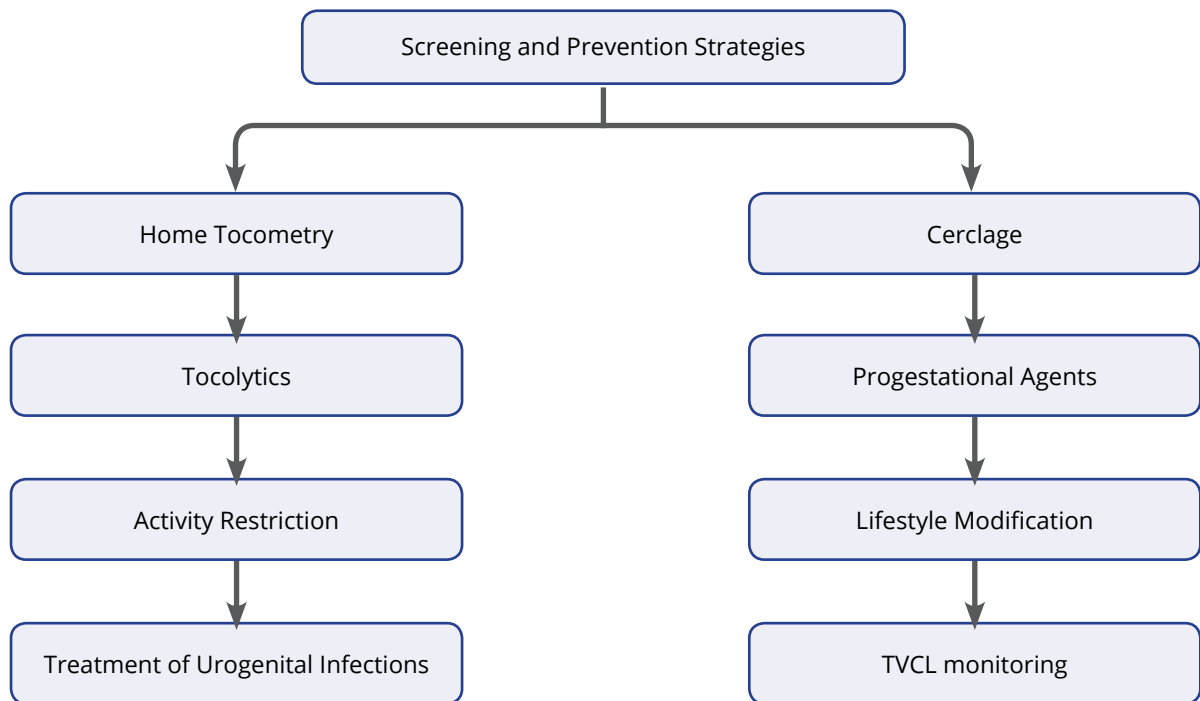 Screening and Prevention Strategies
Home Tocometry
Cerclage
Tocolytics
Progestational Agents
Activity Restriction
Lifestyle Modification
Treatment of Urogenital Infections
TVCL monitoring